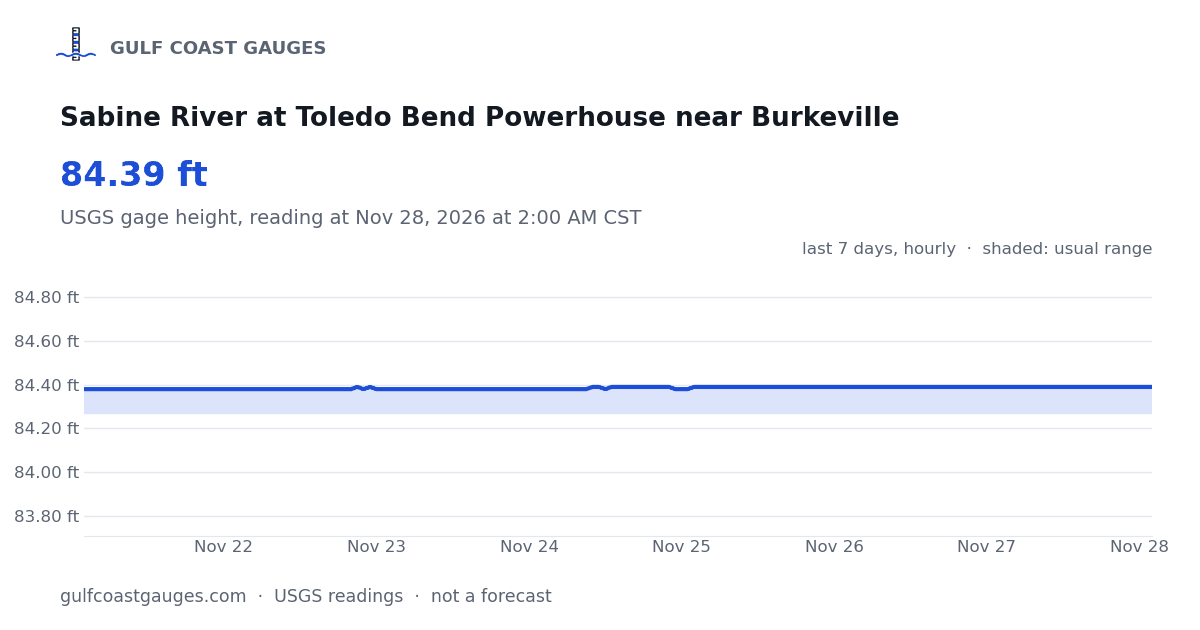 GULF COAST GAUGES
Sabine River at Toledo Bend Powerhouse near Burkeville
84.39 ft
USGS gage height, reading at Nov 28, 2026 at 2:00 AM CST
last 7 days, hourly · shaded: usual range
84.80 ft
84.60 ft
84.40 ft
84.20 ft
84.00 ft
83.80 ft
Nov 22 Nov 23 Nov 24 Nov 25 Nov 26 Nov 27 Nov 28
gulfcoastgauges.com · USGS readings · not a forecast